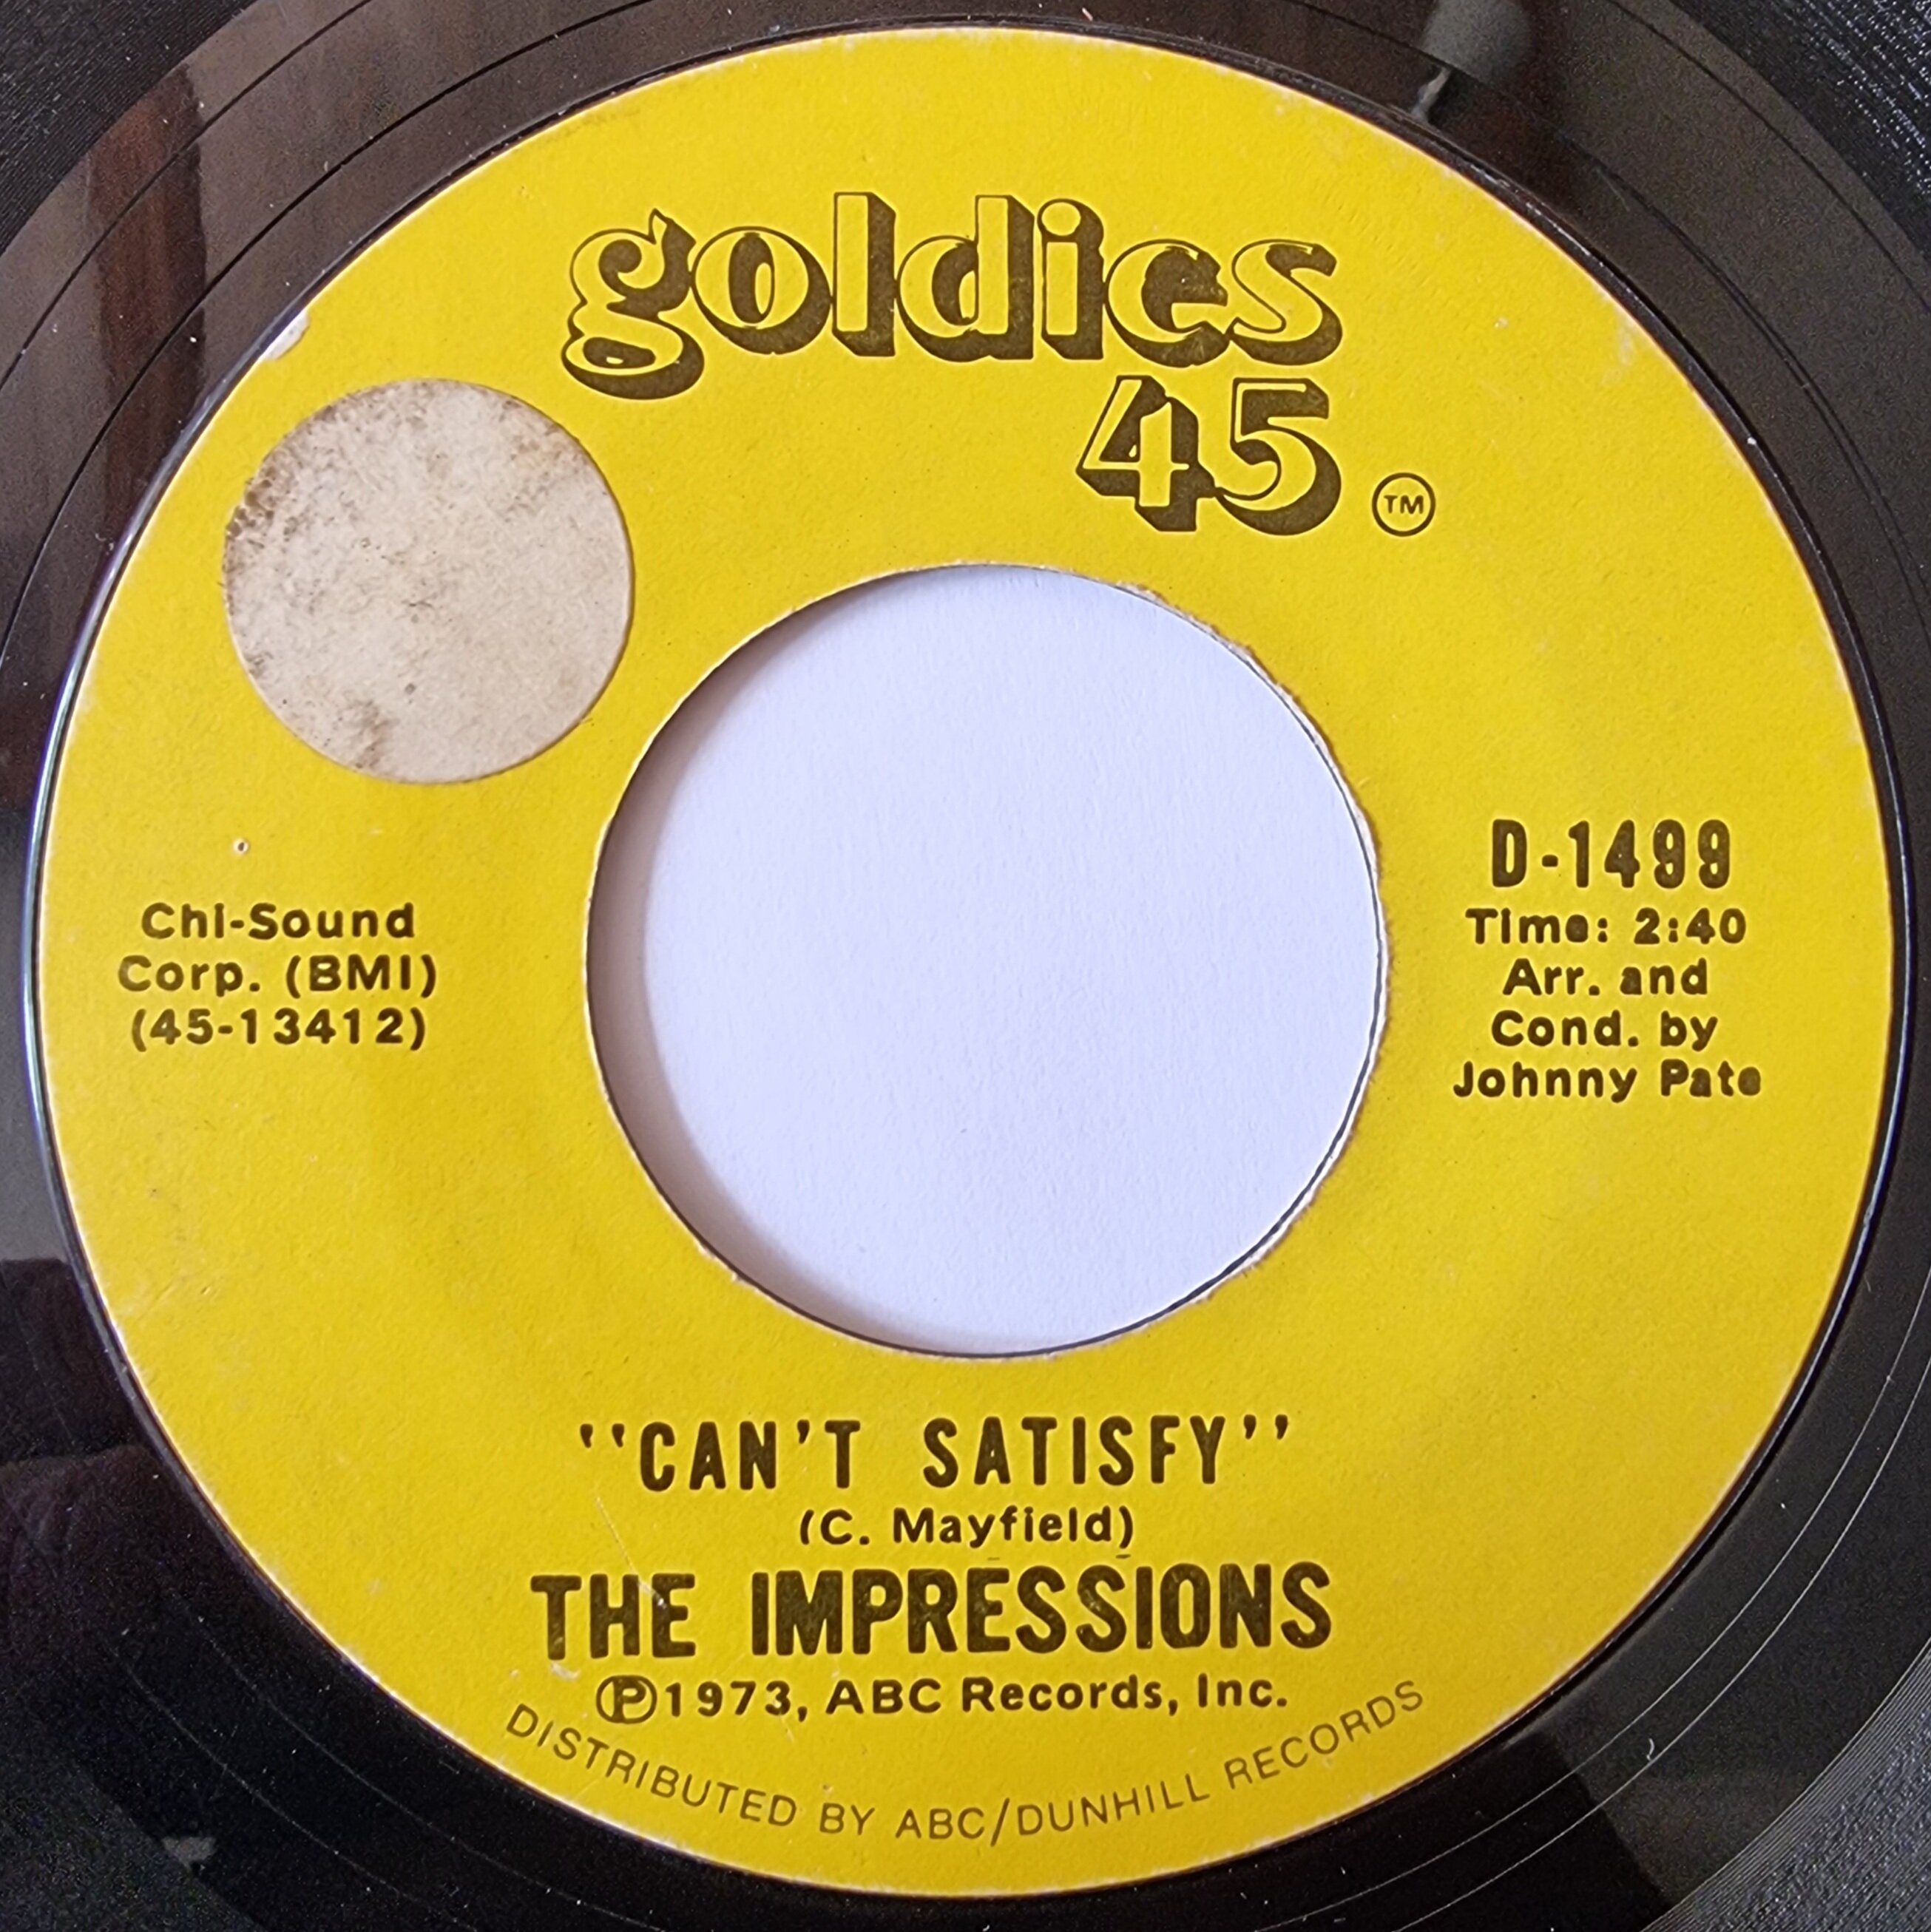 goldies
45
TM
Chi-Sound
Corp. (BMI)
(45-13412)
D-1499
Time: 2:40
Arr. and
Cond. by
Johnny Pate
"CAN'T SATISFY"
(C. Mayfield)
THE IMPRESSIONS
Ⓟ1973, ABC Records, Inc.
DISTRIBUTED BY ABC/DUNHILL RECORDS